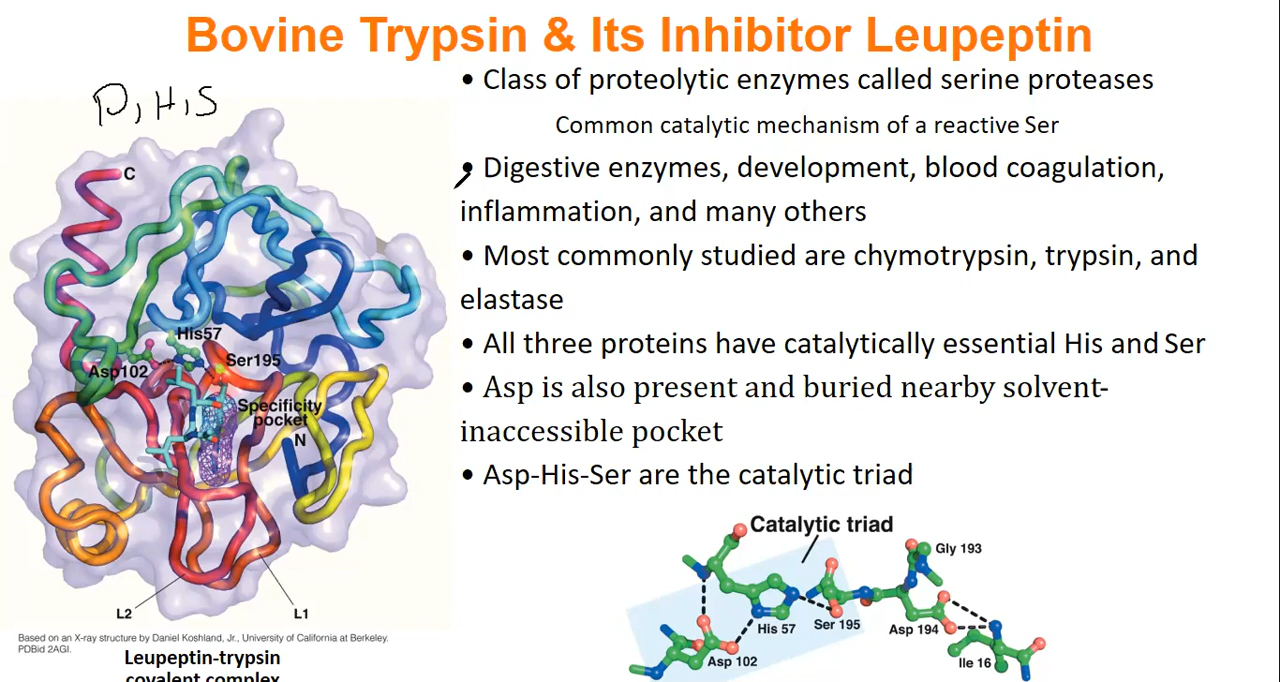 Bovine Trypsin & Its Inhibitor Leupeptin
D, H, S
C
His57
Ser195
Asp102
Specificity
pocket
N
L2
L1
Based on an X-ray structure by Daniel Koshland, Jr., University of California at Berkeley.
PDBid 2AGI.
Leupeptin-trypsin
covalent complex
• Class of proteolytic enzymes called serine proteases
Common catalytic mechanism of a reactive Ser
• Digestive enzymes, development, blood coagulation,
inflammation, and many others
• Most commonly studied are chymotrypsin, trypsin, and
elastase
• All three proteins have catalytically essential His and Ser
• Asp is also present and buried nearby solvent-
inaccessible pocket
• Asp-His-Ser are the catalytic triad
Catalytic triad
Gly 193
His 57
Ser 195
Asp 194
Asp 102
Ile 16